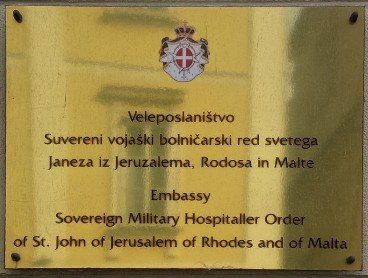 Veleposlaništvo
Suvereni vojaški bolničarski red svetega
Janeza iz Jeruzalema, Rodosa in Malte
Embassy
Sovereign Military Hospitaller Order
of St. John of Jerusalem of Rhodes and of Malta